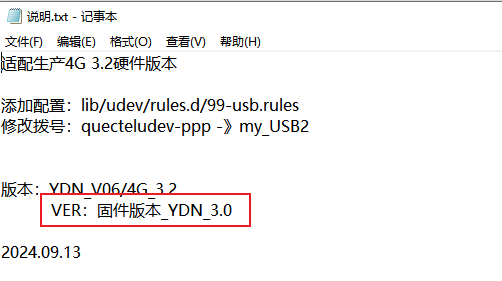 说明.txt - 记事本
文件(F) 编辑(E) 格式(O) 查看(V) 帮助(H)
适配生产4G 3.2硬件版本
添加配置：lib/udev/rules.d/99-usb.rules
修改拨号：quecteludev-ppp -》my_USB2
版本：YDN_V06/4G_3.2
VER：固件版本_YDN_3.0
2024.09.13